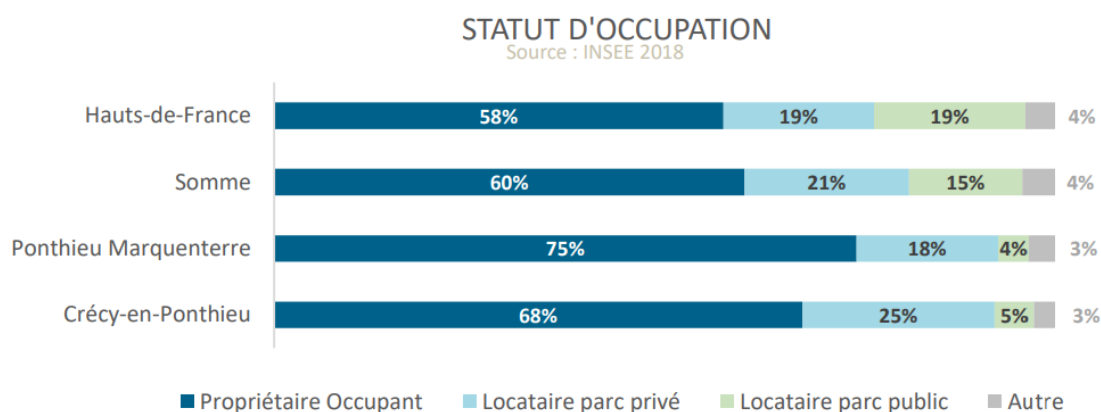 STATUT D'OCCUPATION
Source : INSEE 2018
Hauts-de-France 58% 19% 19% 4%
Somme 60% 21% 15% 4%
Ponthieu Marquenterre 75% 18% 4% 3%
Crécy-en-Ponthieu 68% 25% 5% 3%
Propriétaire Occupant Locataire parc privé Locataire parc public Autre